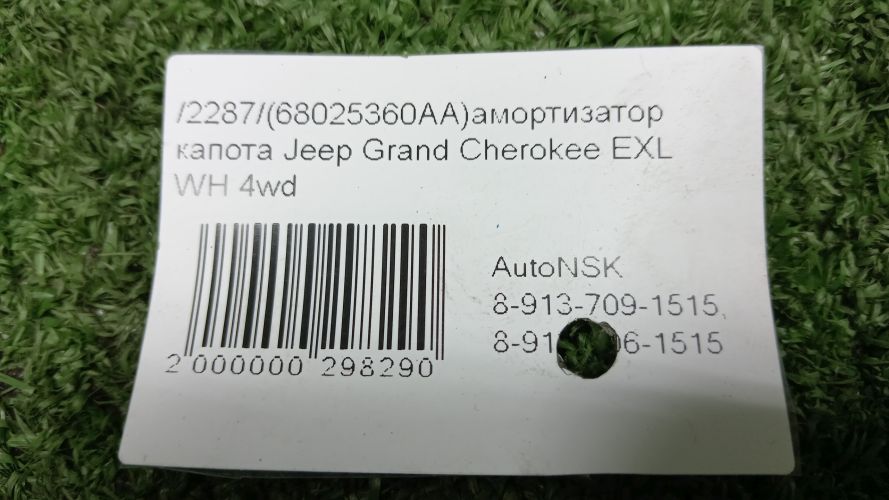 /2287/(68025360AA)амортизатор
капота Jeep Grand Cherokee EXL
WH 4wd
AutoNSK
8-913-709-1515,
2 000000 298290